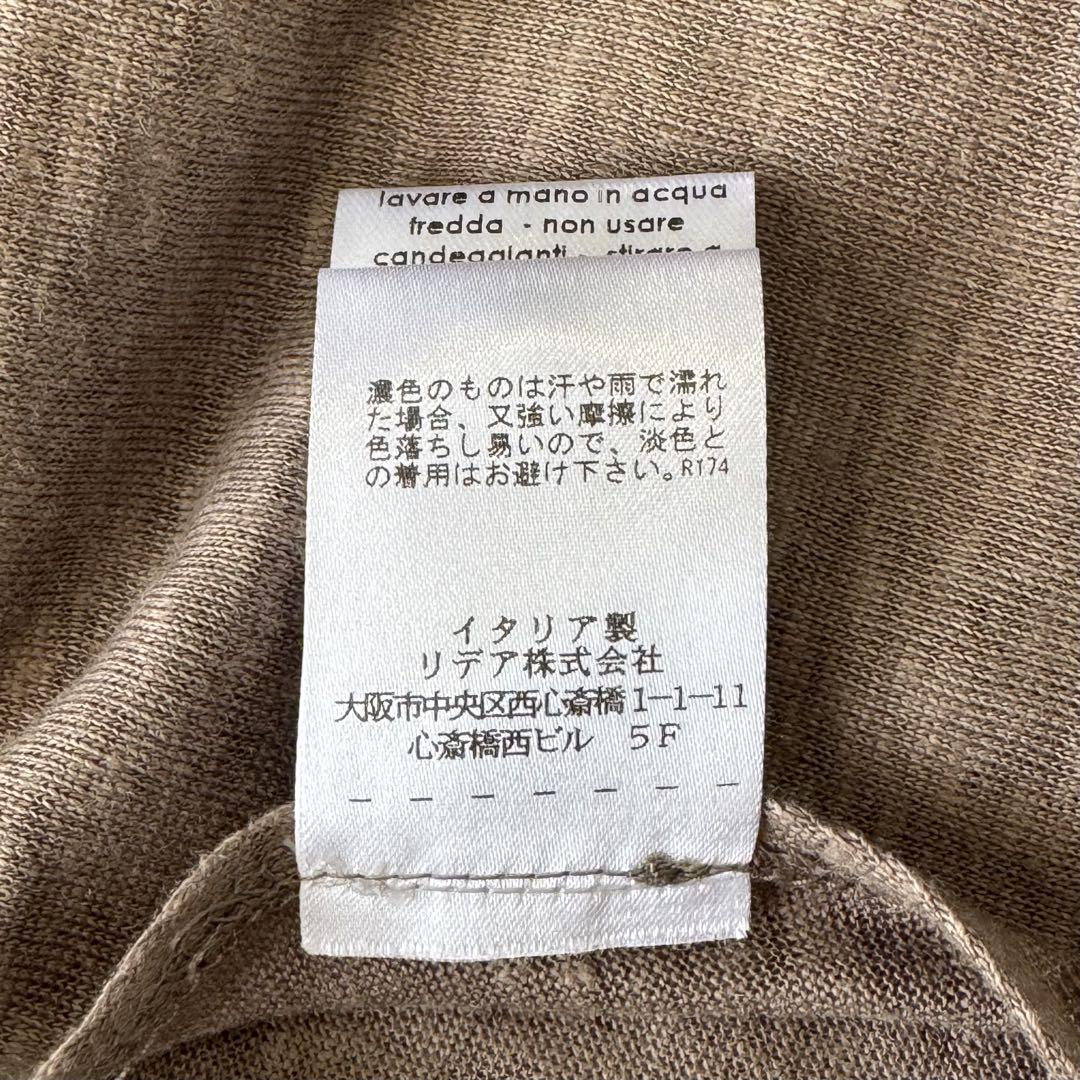 lavare a mano in acqua
fredda - non usare
candeggianti - stirare a
濃色のものは汗や雨で濡れ
た場合、又強い摩擦により
色落ちし易いので、淡色と
の着用はお避け下さい。R174
イタリア製
リデア株式会社
大阪市中央区西心斎橋1-1-11
心斎橋西ビル 5F